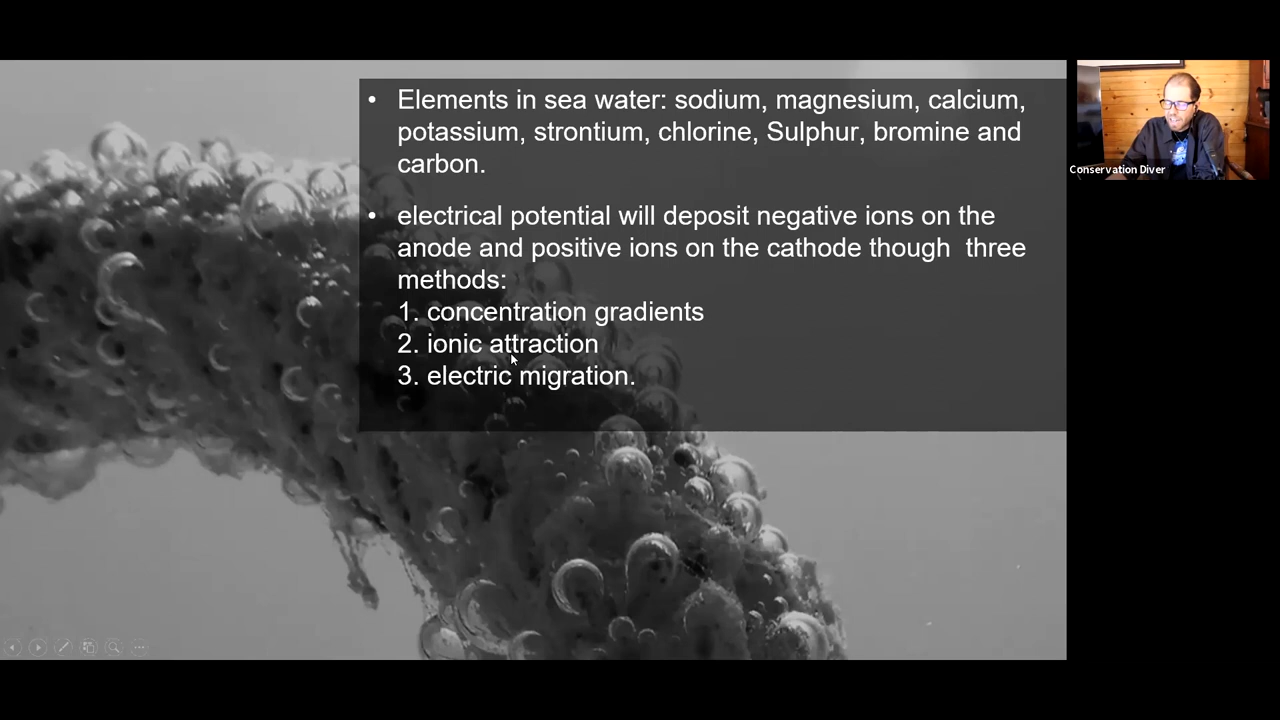 • Elements in sea water: sodium, magnesium, calcium,
potassium, strontium, chlorine, Sulphur, bromine and
carbon.
• electrical potential will deposit negative ions on the
anode and positive ions on the cathode though  three
methods:
1. concentration gradients
2. ionic attraction
3. electric migration.
Conservation Diver